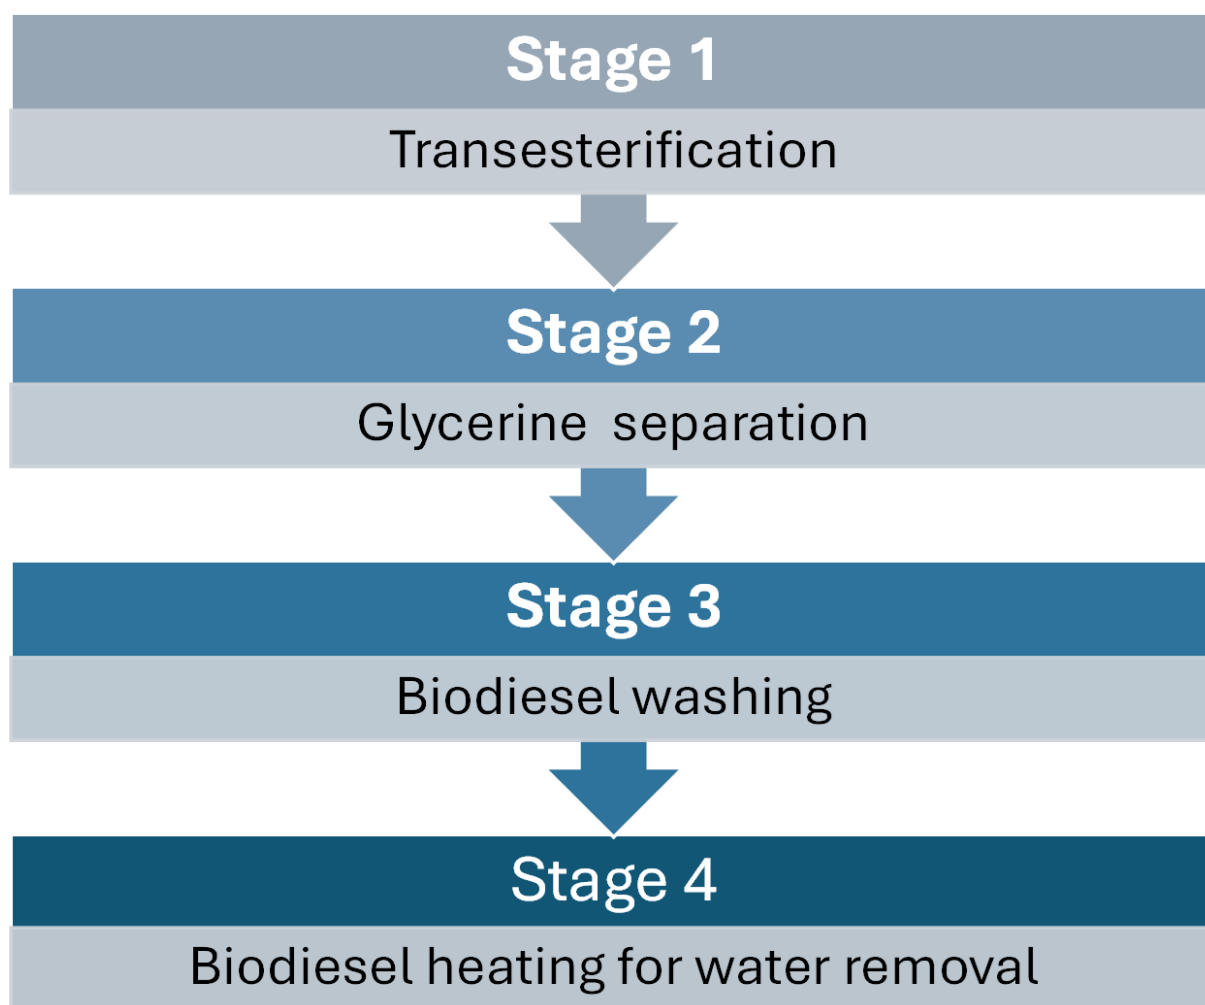 Stage 1
Transesterification
Stage 2
Glycerine  separation
Stage 3
Biodiesel washing
Stage 4
Biodiesel heating for water removal